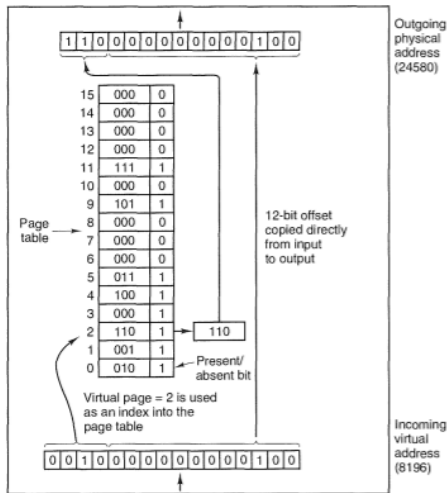 1 1 0 0 0 0 0 0 0 0 0 0 1 0 0
Outgoing
physical
address
(24580)
15 000 0
14 000 0
13 000 0
12 000 0
11 111 1
10 000 0
9 101 1
8 000 0
7 000 0
6 000 0
5 011 1
4 100 1
3 000 1
2 110 1
1 001 1
0 010 1
Page
table
110
12-bit offset
copied directly
from input
to output
Present/
absent bit
Virtual page = 2 is used
as an index into the
page table
0 0 1 0 0 0 0 0 0 0 0 0 0 1 0 0
Incoming
virtual
address
(8196)